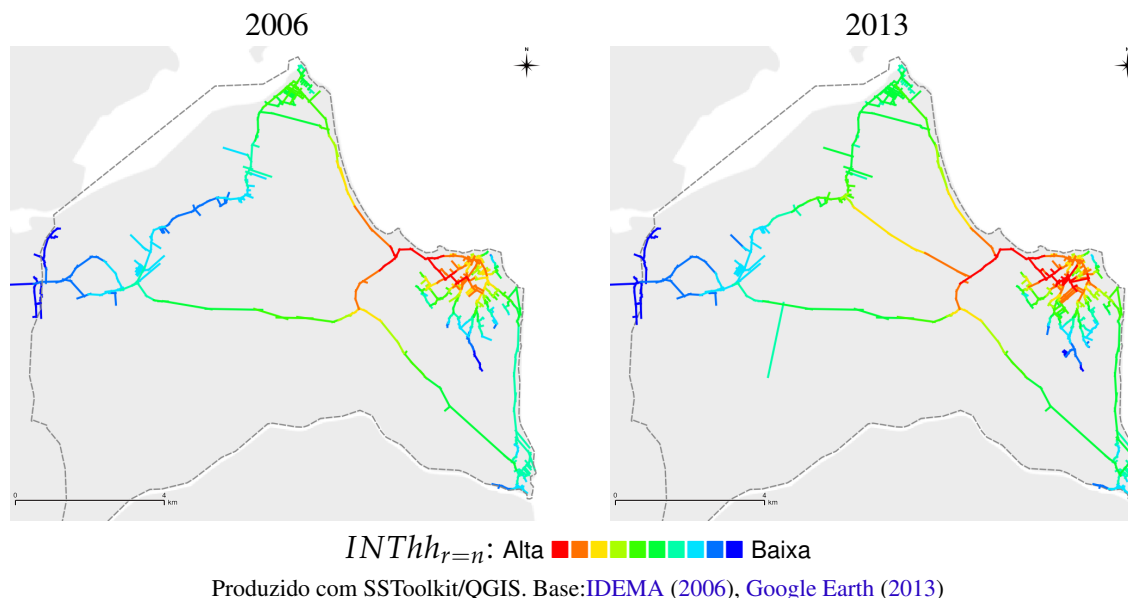 2006
2013
N
N
0 4
km
0 4
km
INThh_{r=n}: Alta Baixa
Produzido com SSToolkit/QGIS. Base:IDEMA (2006), Google Earth (2013)